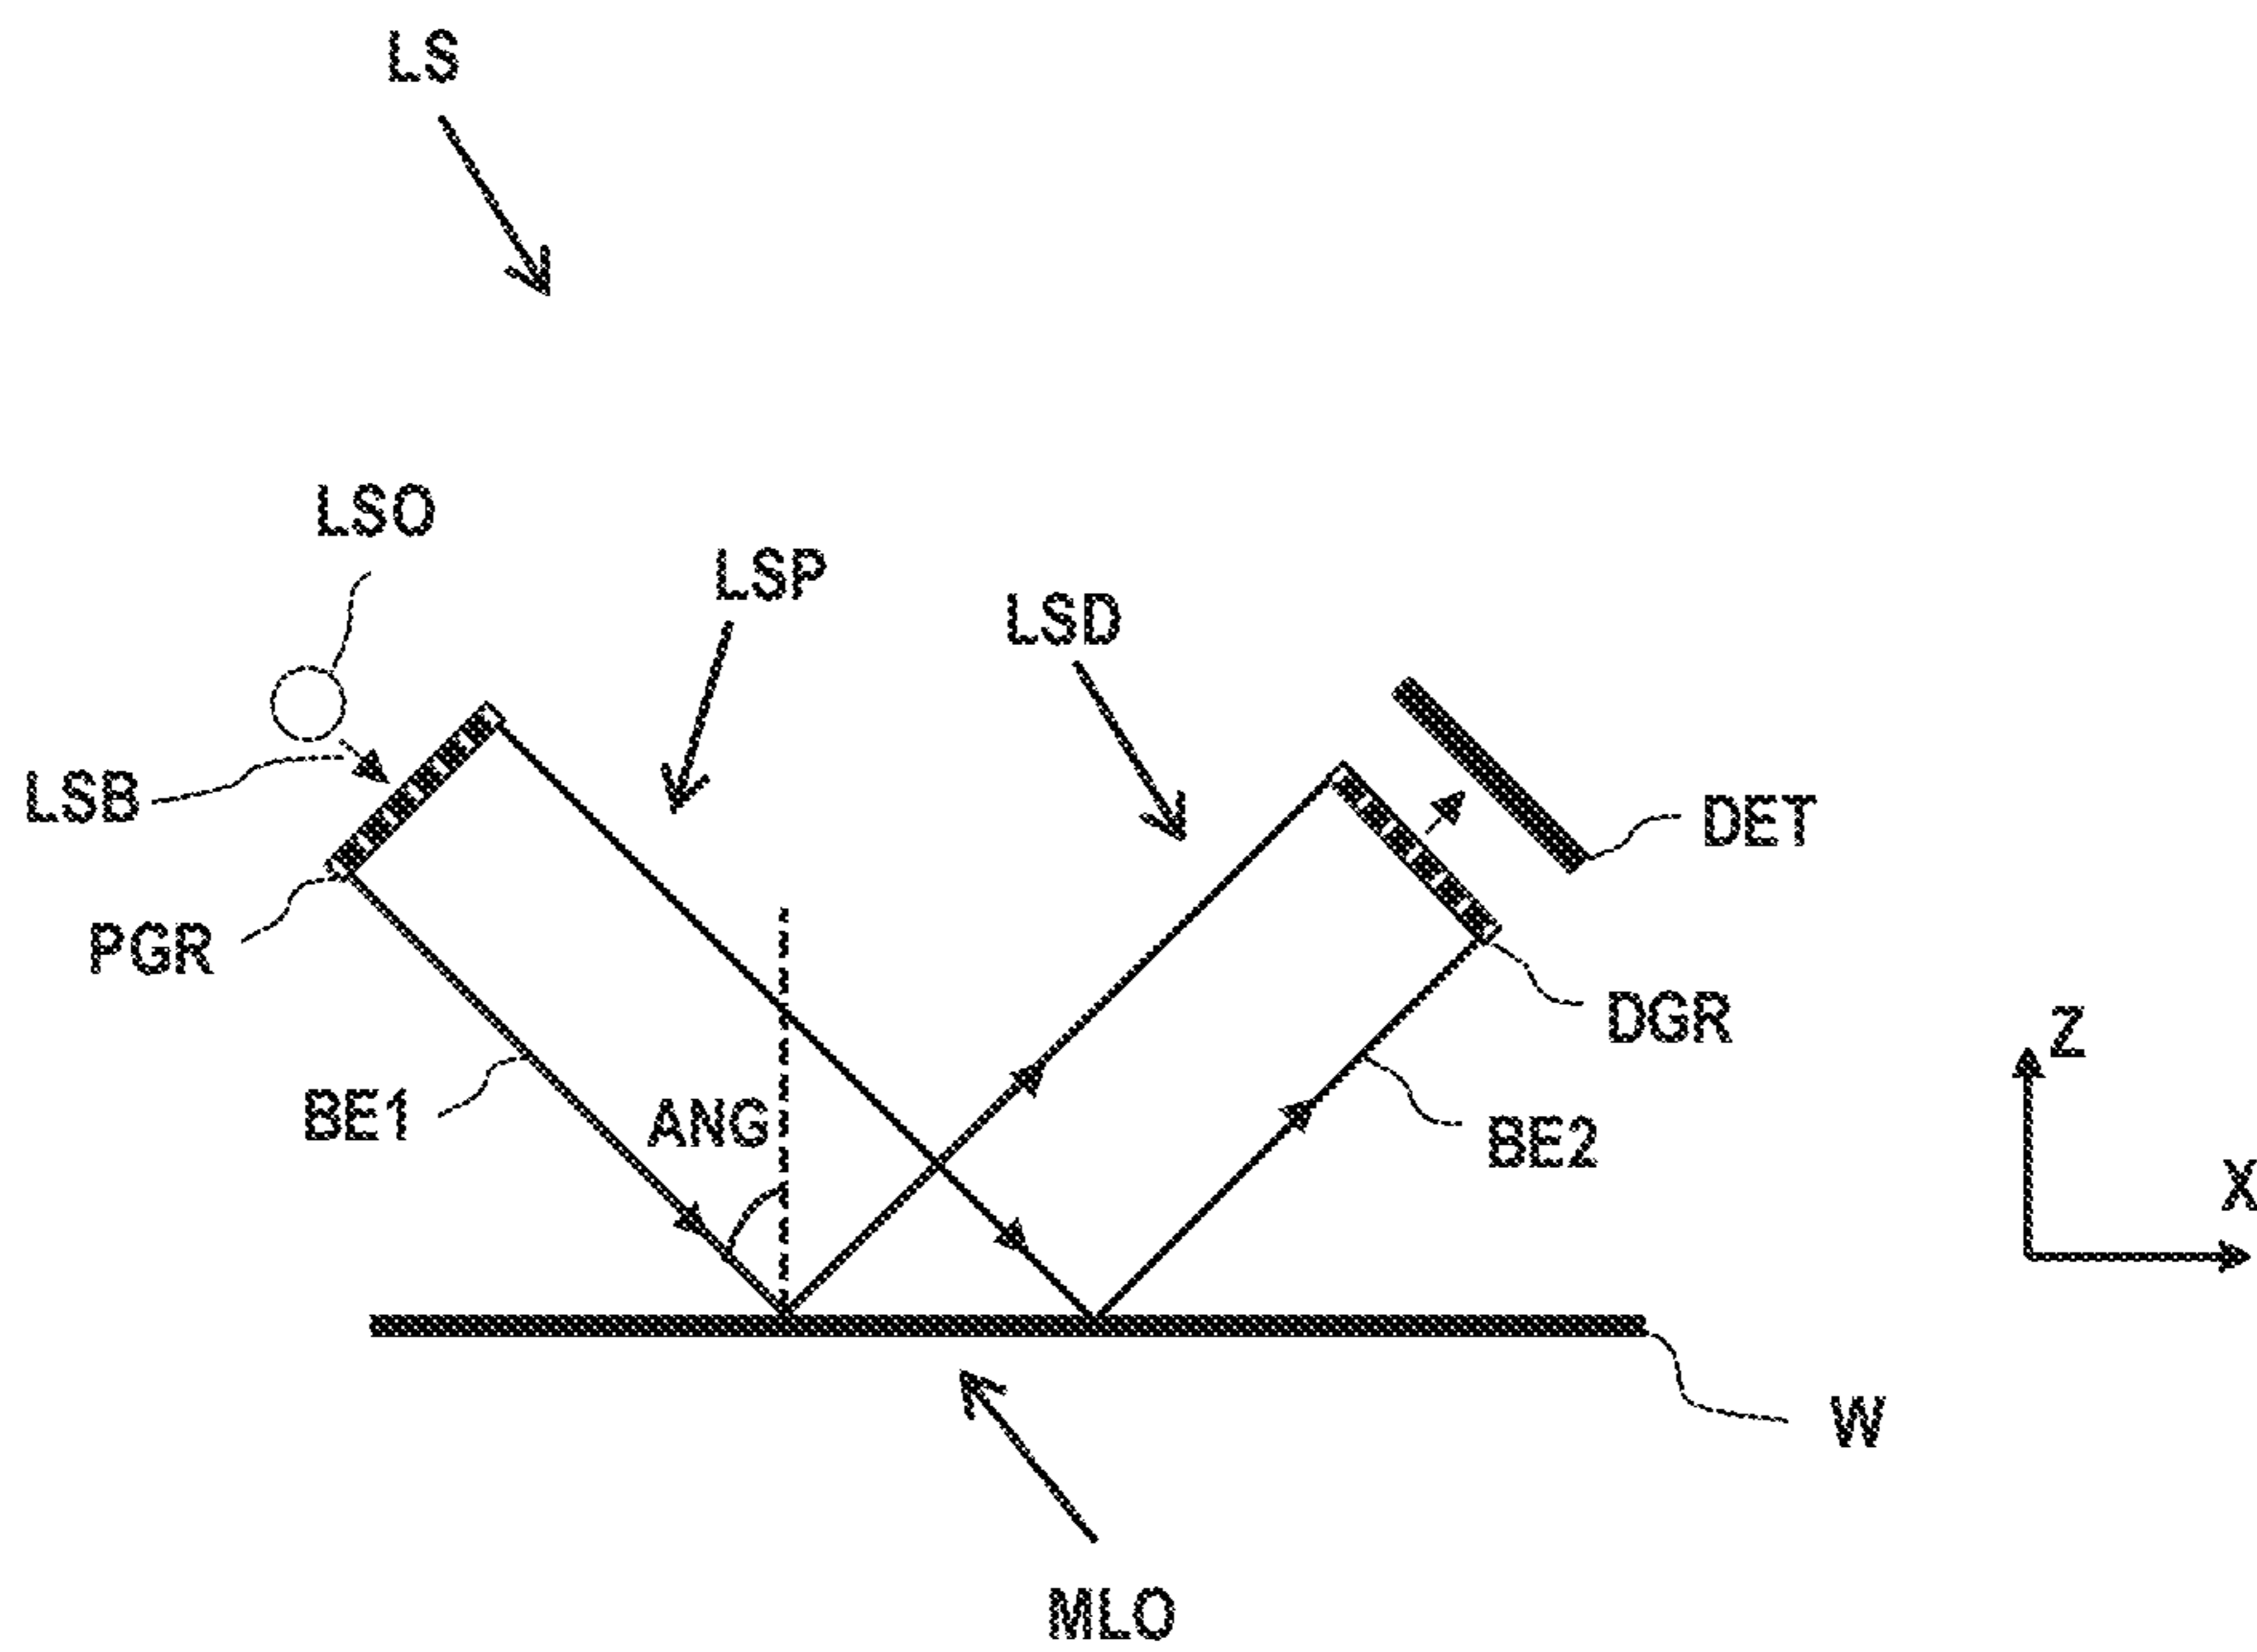 LS
LSO
LSP
LSD
LSB
DET
PGR
DGR
Z
BE1
ANG
BE2
X
W
MLO